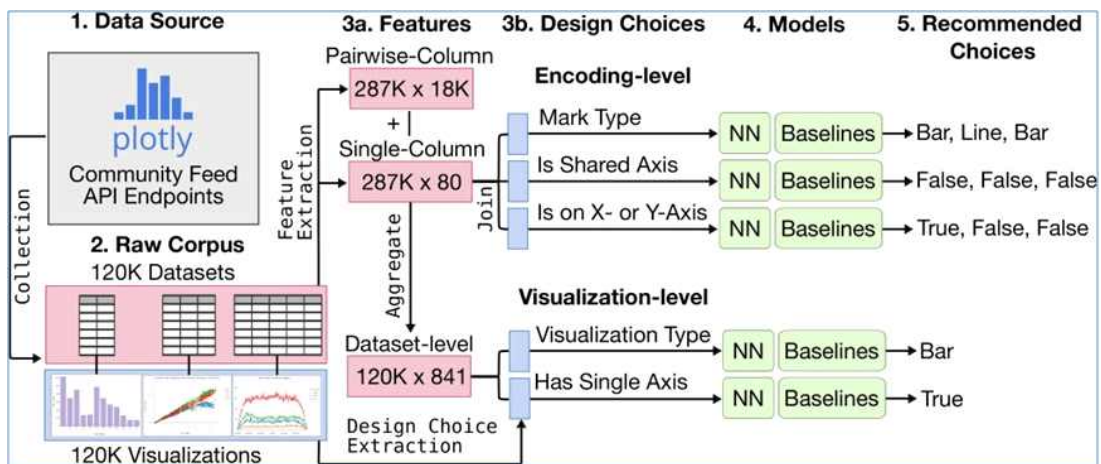 1. Data Source
plotly
Community Feed
API Endpoints
Collection
2. Raw Corpus
120K Datasets
120K Visualizations
Feature
Extraction
3a. Features
Pairwise-Column
287K x 18K
+
Single-Column
287K x 80
Aggregate
Dataset-level
120K x 841
Design Choice
Extraction
Join
3b. Design Choices
Encoding-level
Mark Type
Is Shared Axis
Is on X- or Y-Axis
Visualization-level
Visualization Type
Has Single Axis
4. Models
NN Baselines
NN Baselines
NN Baselines
NN Baselines
NN Baselines
5. Recommended
Choices
Bar, Line, Bar
False, False, False
True, False, False
Bar
True